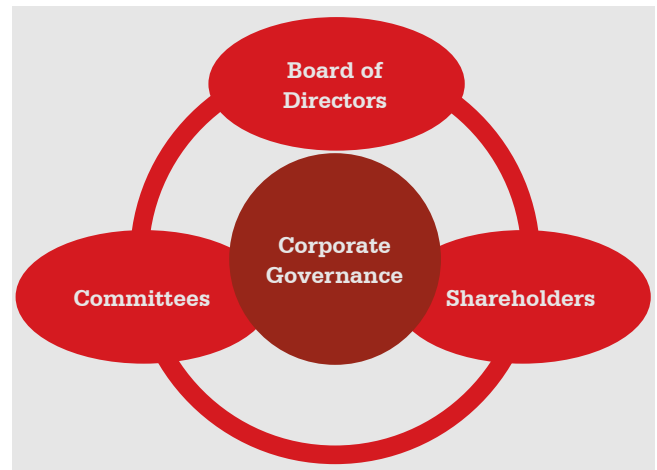 Board of
Directors
Corporate
Governance
Committees
Shareholders